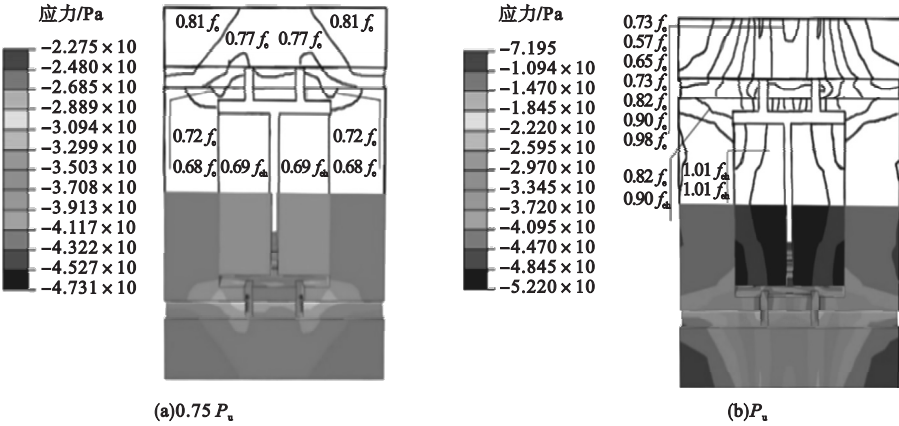 应力/Pa
−2.275×10
−2.480×10
−2.685×10
−2.889×10
−3.094×10
−3.299×10
−3.503×10
−3.708×10
−3.913×10
−4.117×10
−4.322×10
−4.527×10
−4.731×10
0.81 fc 0.81 fc
0.77 fc 0.77 fc
0.72 fc 0.72 fc
0.68 fc 0.69 fch 0.69 fch 0.68 fc
(a)0.75 Pu
应力/Pa
−7.195
−1.094×10
−1.470×10
−1.845×10
−2.220×10
−2.595×10
−2.970×10
−3.345×10
−3.720×10
−4.095×10
−4.470×10
−4.845×10
−5.220×10
0.73 fc
0.57 fc
0.65 fc
0.73 fc
0.82 fc
0.90 fc
0.98 fc
0.82 fc 1.01 fch
0.90 fch 1.01 fch
(b)Pu